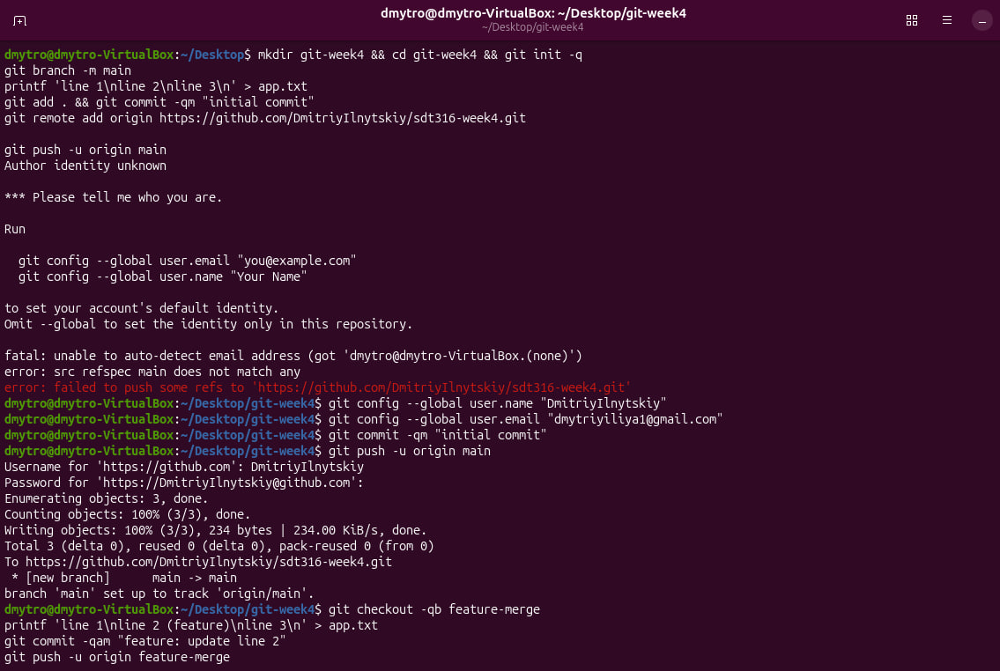 dmytro@dmytro-VirtualBox: ~/Desktop/git-week4
~/Desktop/git-week4
dmytro@dmytro-VirtualBox:~/Desktop$ mkdir git-week4 && cd git-week4 && git init -q
git branch -m main
printf 'line 1\nline 2\nline 3\n' > app.txt
git add . && git commit -qm "initial commit"
git remote add origin https://github.com/DmitriyIlnytskiy/sdt316-week4.git

git push -u origin main
Author identity unknown

*** Please tell me who you are.

Run

  git config --global user.email "you@example.com"
  git config --global user.name "Your Name"

to set your account's default identity.
Omit --global to set the identity only in this repository.

fatal: unable to auto-detect email address (got 'dmytro@dmytro-VirtualBox.(none)')
error: src refspec main does not match any
error: failed to push some refs to 'https://github.com/DmitriyIlnytskiy/sdt316-week4.git'
dmytro@dmytro-VirtualBox:~/Desktop/git-week4$ git config --global user.name "DmitriyIlnytskiy"
dmytro@dmytro-VirtualBox:~/Desktop/git-week4$ git config --global user.email "dmytriyiliya1@gmail.com"
dmytro@dmytro-VirtualBox:~/Desktop/git-week4$ git commit -qm "initial commit"
dmytro@dmytro-VirtualBox:~/Desktop/git-week4$ git push -u origin main
Username for 'https://github.com': DmitriyIlnytskiy
Password for 'https://DmitriyIlnytskiy@github.com':
Enumerating objects: 3, done.
Counting objects: 100% (3/3), done.
Writing objects: 100% (3/3), 234 bytes | 234.00 KiB/s, done.
Total 3 (delta 0), reused 0 (delta 0), pack-reused 0 (from 0)
To https://github.com/DmitriyIlnytskiy/sdt316-week4.git
 * [new branch]      main -> main
branch 'main' set up to track 'origin/main'.
dmytro@dmytro-VirtualBox:~/Desktop/git-week4$ git checkout -qb feature-merge
printf 'line 1\nline 2 (feature)\nline 3\n' > app.txt
git commit -qam "feature: update line 2"
git push -u origin feature-merge